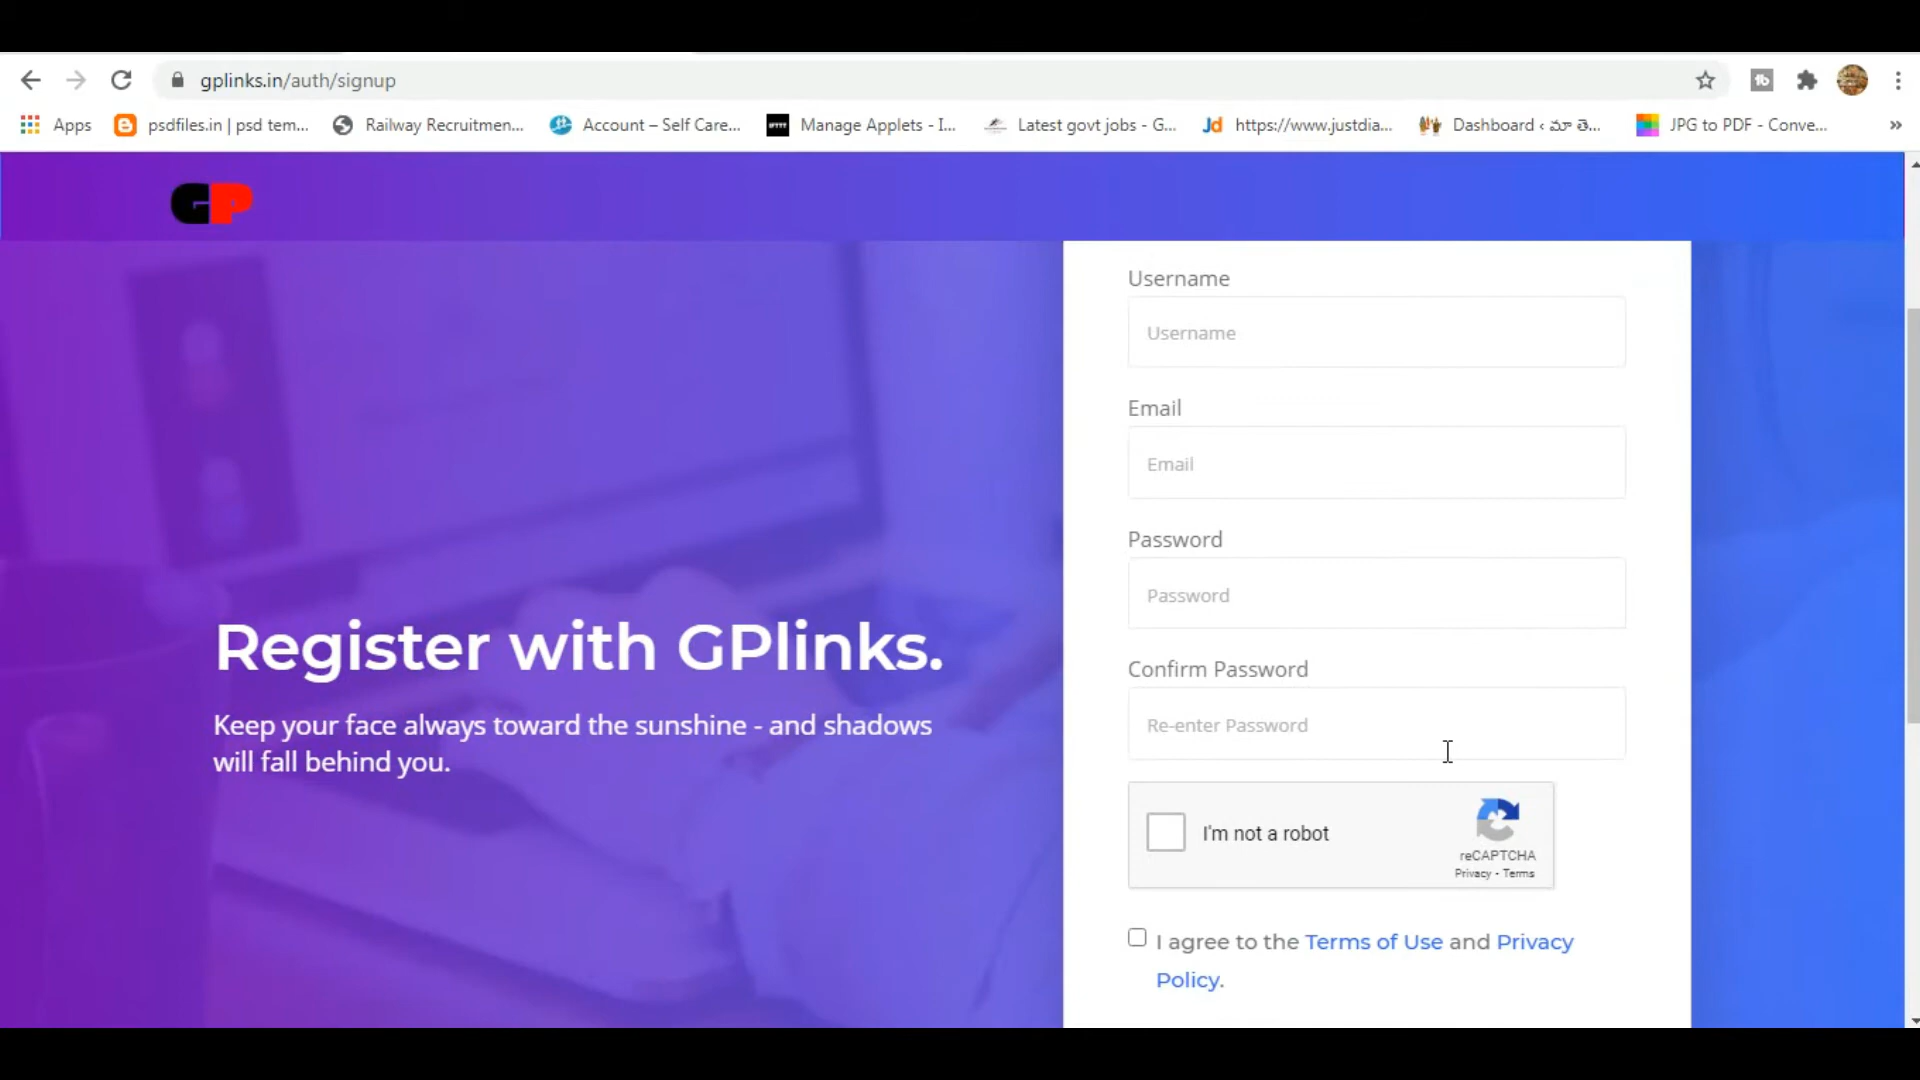 gplinks.in/auth/signup
Apps
psdfiles.in | psd tem...
Railway Recruitmen...
Account – Self Care...
IFTTT
Manage Applets - I...
Latest govt jobs - G...
Jd
https://www.justdia...
Dashboard ‹ మా తె...
JPG to PDF - Conve...
»
GP
Username
Username
Email
Email
Password
Password
Register with GPlinks.
Confirm Password
Keep your face always toward the sunshine - and shadows
will fall behind you.
Re-enter Password
I'm not a robot
reCAPTCHA
Privacy - Terms
I agree to the Terms of Use and Privacy
Policy.